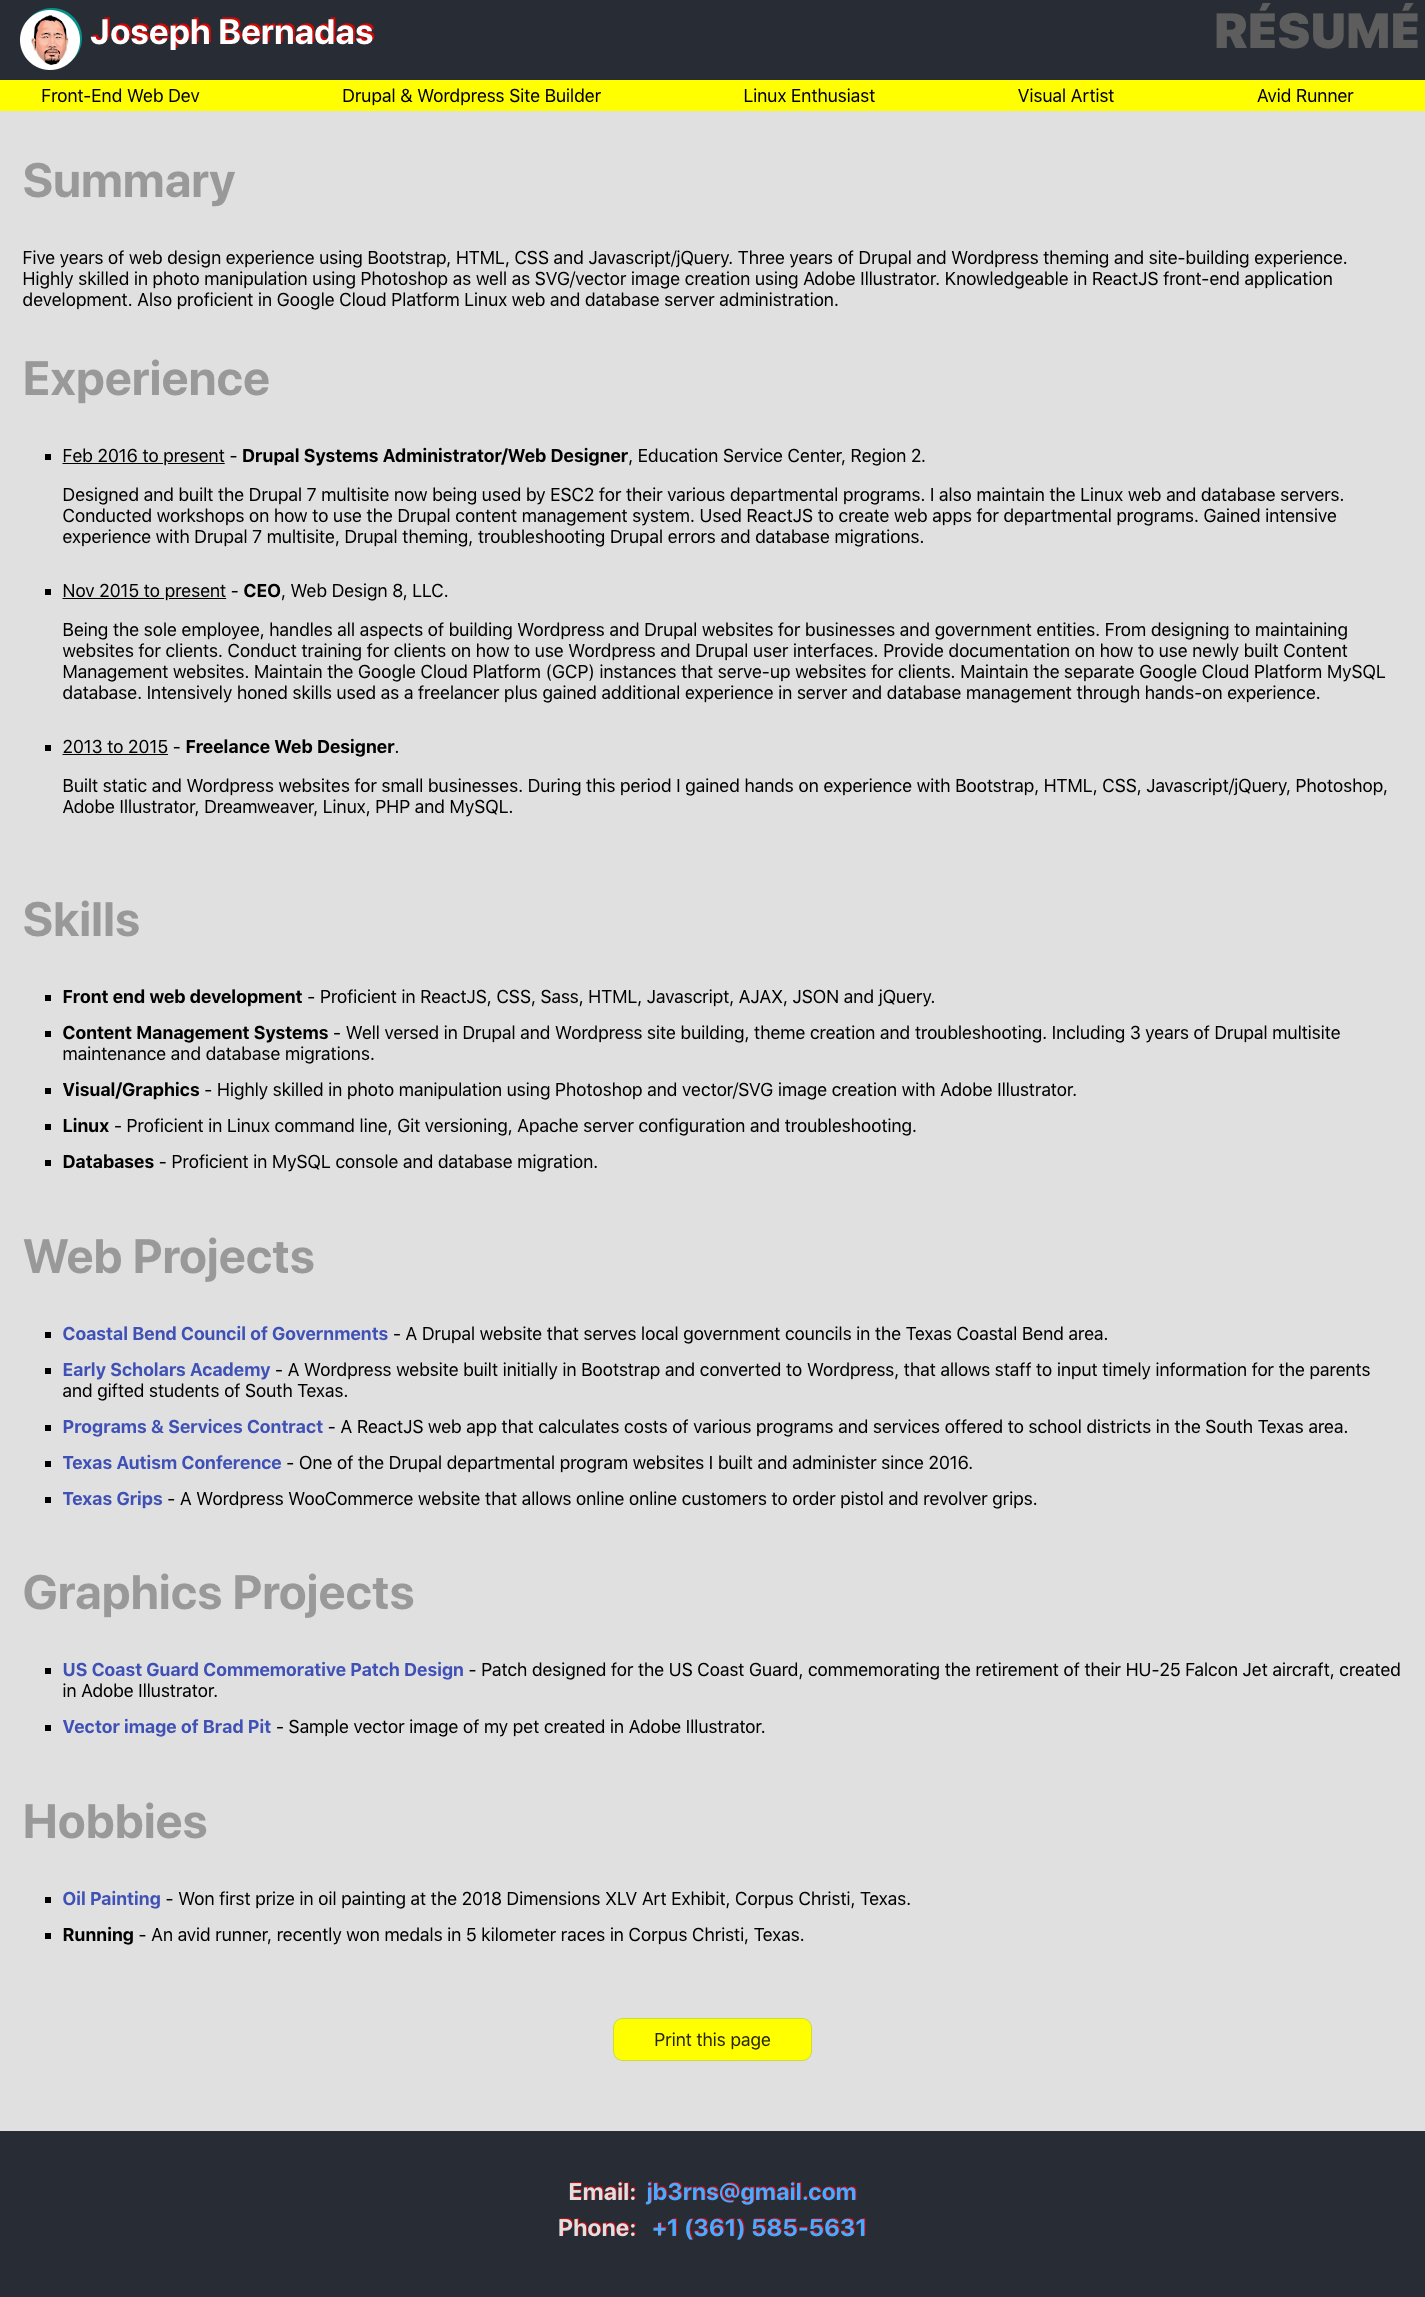 Joseph Bernadas
RÉSUMÉ
Front-End Web Dev
Drupal & Wordpress Site Builder
Linux Enthusiast
Visual Artist
Avid Runner
Summary
Five years of web design experience using Bootstrap, HTML, CSS and Javascript/jQuery. Three years of Drupal and Wordpress theming and site-building experience.
Highly skilled in photo manipulation using Photoshop as well as SVG/vector image creation using Adobe Illustrator. Knowledgeable in ReactJS front-end application
development. Also proficient in Google Cloud Platform Linux web and database server administration.
Experience
▪ Feb 2016 to present - Drupal Systems Administrator/Web Designer, Education Service Center, Region 2.
Designed and built the Drupal 7 multisite now being used by ESC2 for their various departmental programs. I also maintain the Linux web and database servers.
Conducted workshops on how to use the Drupal content management system. Used ReactJS to create web apps for departmental programs. Gained intensive
experience with Drupal 7 multisite, Drupal theming, troubleshooting Drupal errors and database migrations.
▪ Nov 2015 to present - CEO, Web Design 8, LLC.
Being the sole employee, handles all aspects of building Wordpress and Drupal websites for businesses and government entities. From designing to maintaining
websites for clients. Conduct training for clients on how to use Wordpress and Drupal user interfaces. Provide documentation on how to use newly built Content
Management websites. Maintain the Google Cloud Platform (GCP) instances that serve-up websites for clients. Maintain the separate Google Cloud Platform MySQL
database. Intensively honed skills used as a freelancer plus gained additional experience in server and database management through hands-on experience.
▪ 2013 to 2015 - Freelance Web Designer.
Built static and Wordpress websites for small businesses. During this period I gained hands on experience with Bootstrap, HTML, CSS, Javascript/jQuery, Photoshop,
Adobe Illustrator, Dreamweaver, Linux, PHP and MySQL.
Skills
▪ Front end web development - Proficient in ReactJS, CSS, Sass, HTML, Javascript, AJAX, JSON and jQuery.
▪ Content Management Systems - Well versed in Drupal and Wordpress site building, theme creation and troubleshooting. Including 3 years of Drupal multisite
maintenance and database migrations.
▪ Visual/Graphics - Highly skilled in photo manipulation using Photoshop and vector/SVG image creation with Adobe Illustrator.
▪ Linux - Proficient in Linux command line, Git versioning, Apache server configuration and troubleshooting.
▪ Databases - Proficient in MySQL console and database migration.
Web Projects
▪ Coastal Bend Council of Governments - A Drupal website that serves local government councils in the Texas Coastal Bend area.
▪ Early Scholars Academy - A Wordpress website built initially in Bootstrap and converted to Wordpress, that allows staff to input timely information for the parents
and gifted students of South Texas.
▪ Programs & Services Contract - A ReactJS web app that calculates costs of various programs and services offered to school districts in the South Texas area.
▪ Texas Autism Conference - One of the Drupal departmental program websites I built and administer since 2016.
▪ Texas Grips - A Wordpress WooCommerce website that allows online online customers to order pistol and revolver grips.
Graphics Projects
▪ US Coast Guard Commemorative Patch Design - Patch designed for the US Coast Guard, commemorating the retirement of their HU-25 Falcon Jet aircraft, created
in Adobe Illustrator.
▪ Vector image of Brad Pit - Sample vector image of my pet created in Adobe Illustrator.
Hobbies
▪ Oil Painting - Won first prize in oil painting at the 2018 Dimensions XLV Art Exhibit, Corpus Christi, Texas.
▪ Running - An avid runner, recently won medals in 5 kilometer races in Corpus Christi, Texas.
Print this page
Email: jb3rns@gmail.com
Phone: +1 (361) 585-5631